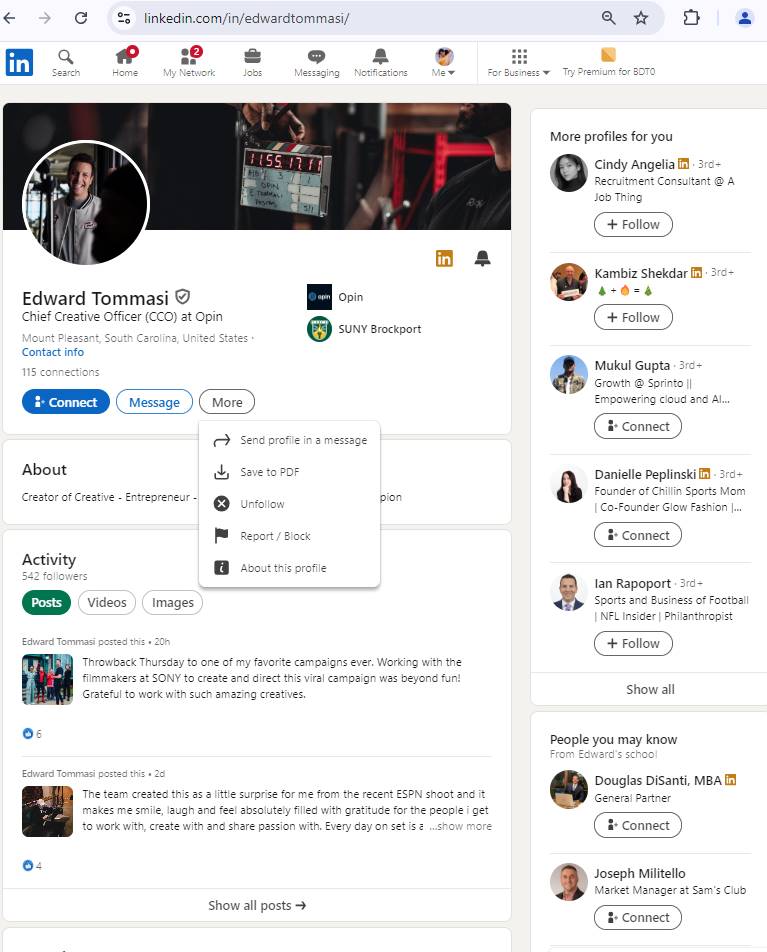 linkedin.com/in/edwardtommasi/
in
Search
Home
2
My Network
Jobs
Messaging
Notifications
Me
For Business
Try Premium for BDT0
1155.17.11
OPIN
E TOMMASI
in
Edward Tommasi
Chief Creative Officer (CCO) at Opin
Mount Pleasant, South Carolina, United States ·
Contact info
115 connections
opin
Opin
SUNY Brockport
Connect
Message
More
Send profile in a message
Save to PDF
Unfollow
Report / Block
About this profile
About
Creator of Creative - Entrepreneur -
pion
Activity
542 followers
Posts
Videos
Images
Edward Tommasi posted this • 20h
Throwback Thursday to one of my favorite campaigns ever. Working with the
filmmakers at SONY to create and direct this viral campaign was beyond fun!
Grateful to work with such amazing creatives.
6
Edward Tommasi posted this • 2d
The team created this as a little surprise for me from the recent ESPN shoot and it
makes me smile, laugh and feel absolutely filled with gratitude for the people i get
to work with, create with and share passion with. Every day on set is a ...show more
4
Show all posts →
More profiles for you
Cindy Angelia in · 3rd+
Recruitment Consultant @ A
Job Thing
+ Follow
Kambiz Shekdar in · 3rd+
🌲 + 🔥 = 🌲
+ Follow
Mukul Gupta · 3rd+
Growth @ Sprinto ||
Empowering cloud and AI...
Connect
Danielle Peplinski in · 3rd+
Founder of Chillin Sports Mom
| Co-Founder Glow Fashion |...
Connect
Ian Rapoport · 3rd+
Sports and Business of Football
| NFL Insider | Philanthropist
+ Follow
Show all
People you may know
From Edward's school
Douglas DiSanti, MBA in
General Partner
Connect
Joseph Militello
Market Manager at Sam's Club
Connect